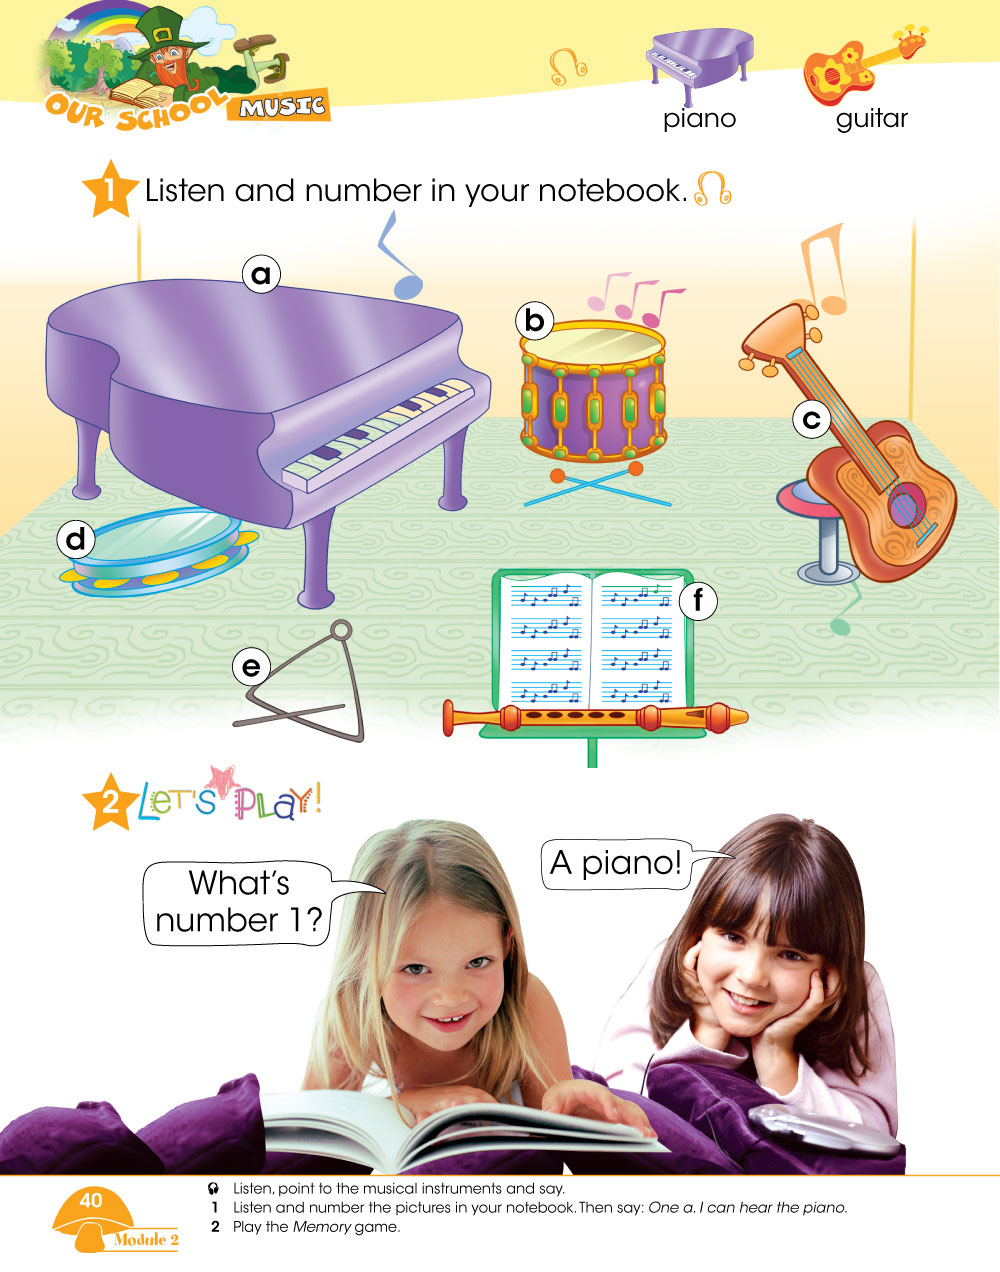 OUR SCHOOL
MUSIC
piano
guitar
1 Listen and number in your notebook.
a
b
c
d
e
f
2 LET'S PLAY!
What's
number 1?
A piano!
Listen, point to the musical instruments and say.
1 Listen and number the pictures in your notebook. Then say: One a. I can hear the piano.
2 Play the Memory game.
40
Module 2